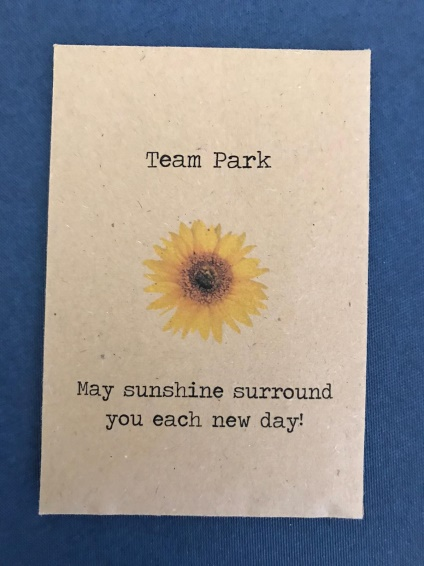 Team Park
May sunshine surround
you each new day!